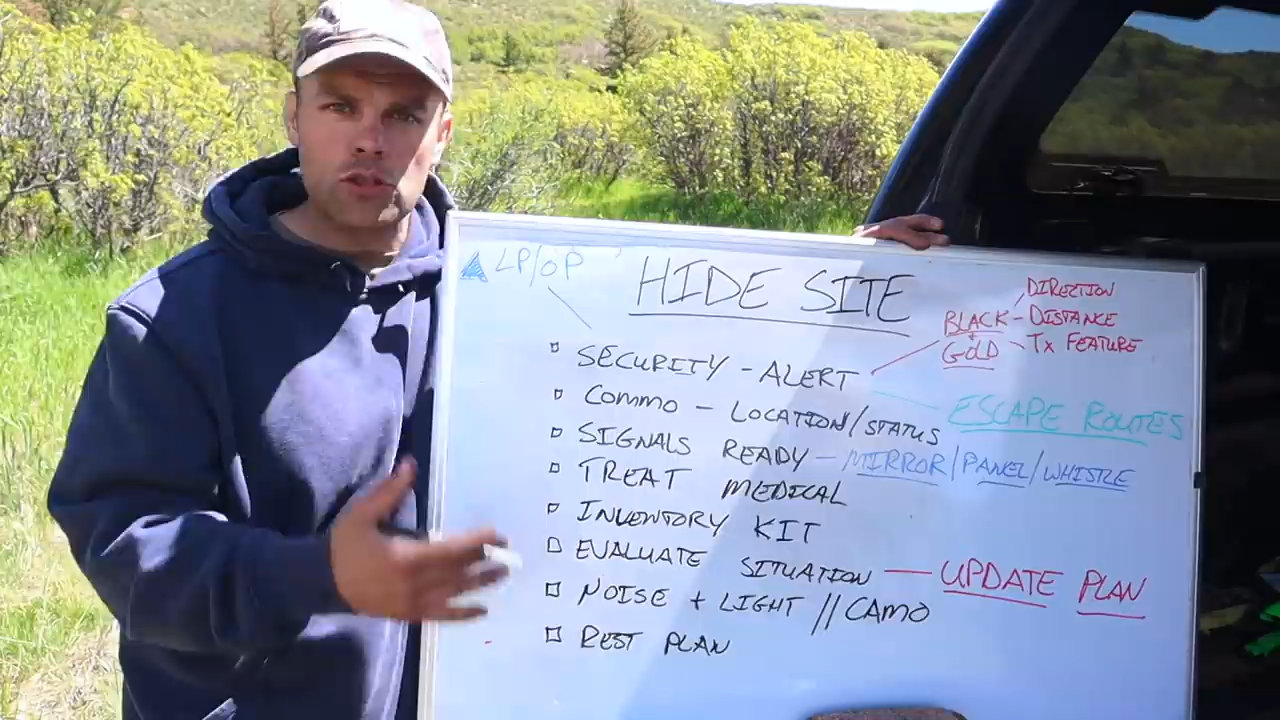 LP/OP
HIDE SITE
DIRECTION
BLACK - DISTANCE
+
GOLD
Tx FEATURE
SECURITY - ALERT
ESCAPE ROUTES
COMMO - LOCATION/STATUS
SIGNALS READY - MIRROR/PANEL/WHISTLE
TREAT MEDICAL
INVENTORY KIT
EVALUATE SITUATION - UPDATE PLAN
NOISE + LIGHT // CAMO
REST PLAN